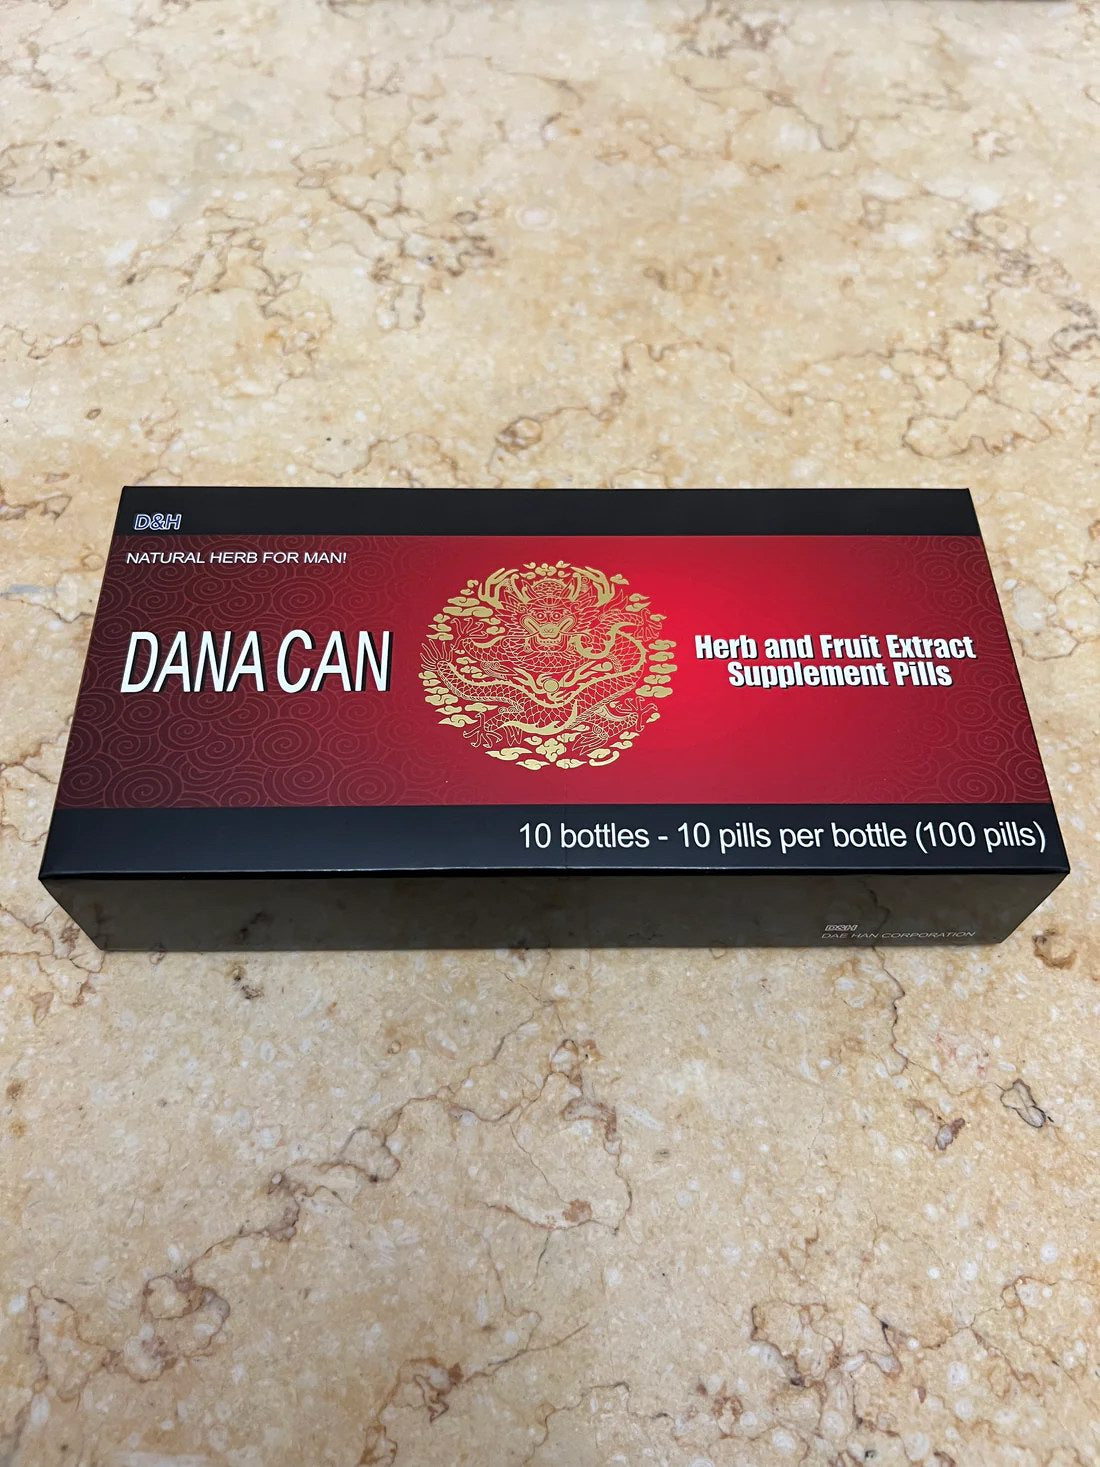 D&H
NATURAL HERB FOR MAN!
DANA CAN
Herb and Fruit Extract
Supplement Pills
10 bottles - 10 pills per bottle (100 pills)
D&H
DAE HAN CORPORATION